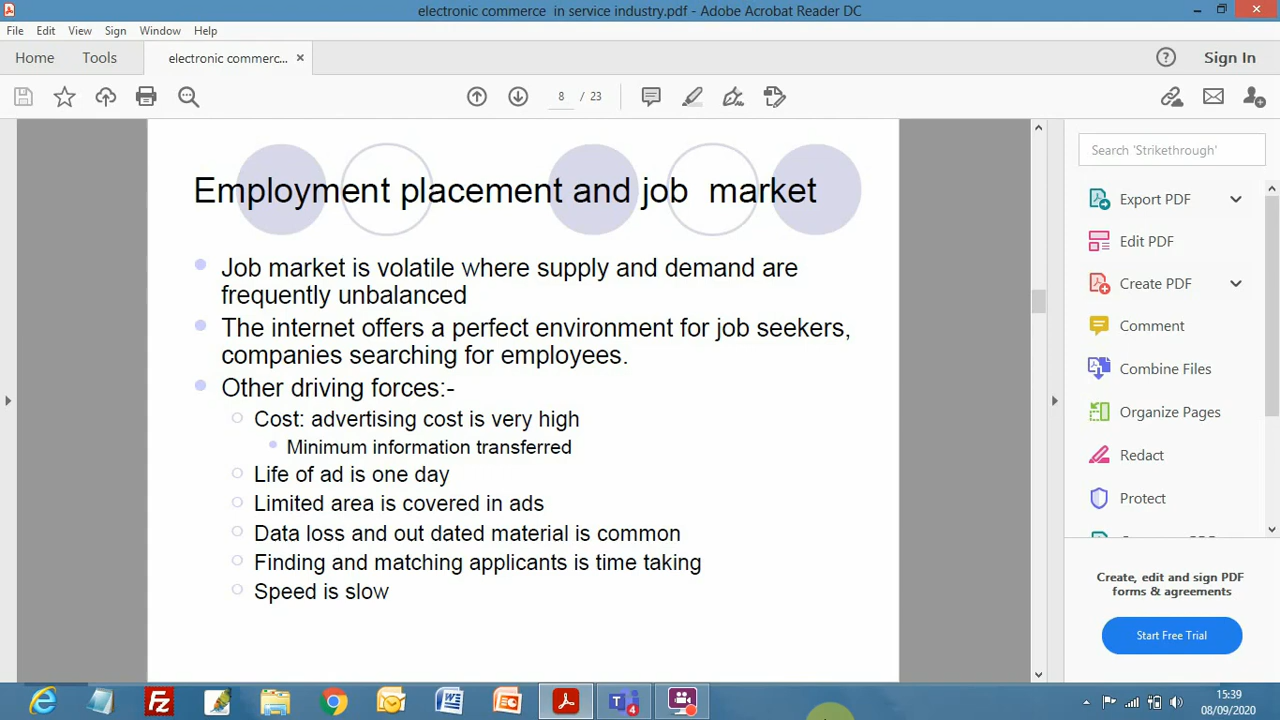 electronic commerce  in service industry.pdf - Adobe Acrobat Reader DC
File Edit View Sign Window Help
Home Tools electronic commerc... × Sign In
8 / 23
Search 'Strikethrough'
Employment placement and job  market
Export PDF
Edit PDF
Job market is volatile where supply and demand are
frequently unbalanced
Create PDF
The internet offers a perfect environment for job seekers,
companies searching for employees.
Comment
Combine Files
Other driving forces:-
Cost: advertising cost is very high
Organize Pages
Minimum information transferred
Redact
Life of ad is one day
Limited area is covered in ads
Protect
Data loss and out dated material is common
Finding and matching applicants is time taking
Speed is slow
Create, edit and sign PDF
forms & agreements
Start Free Trial
4
15:39
08/09/2020